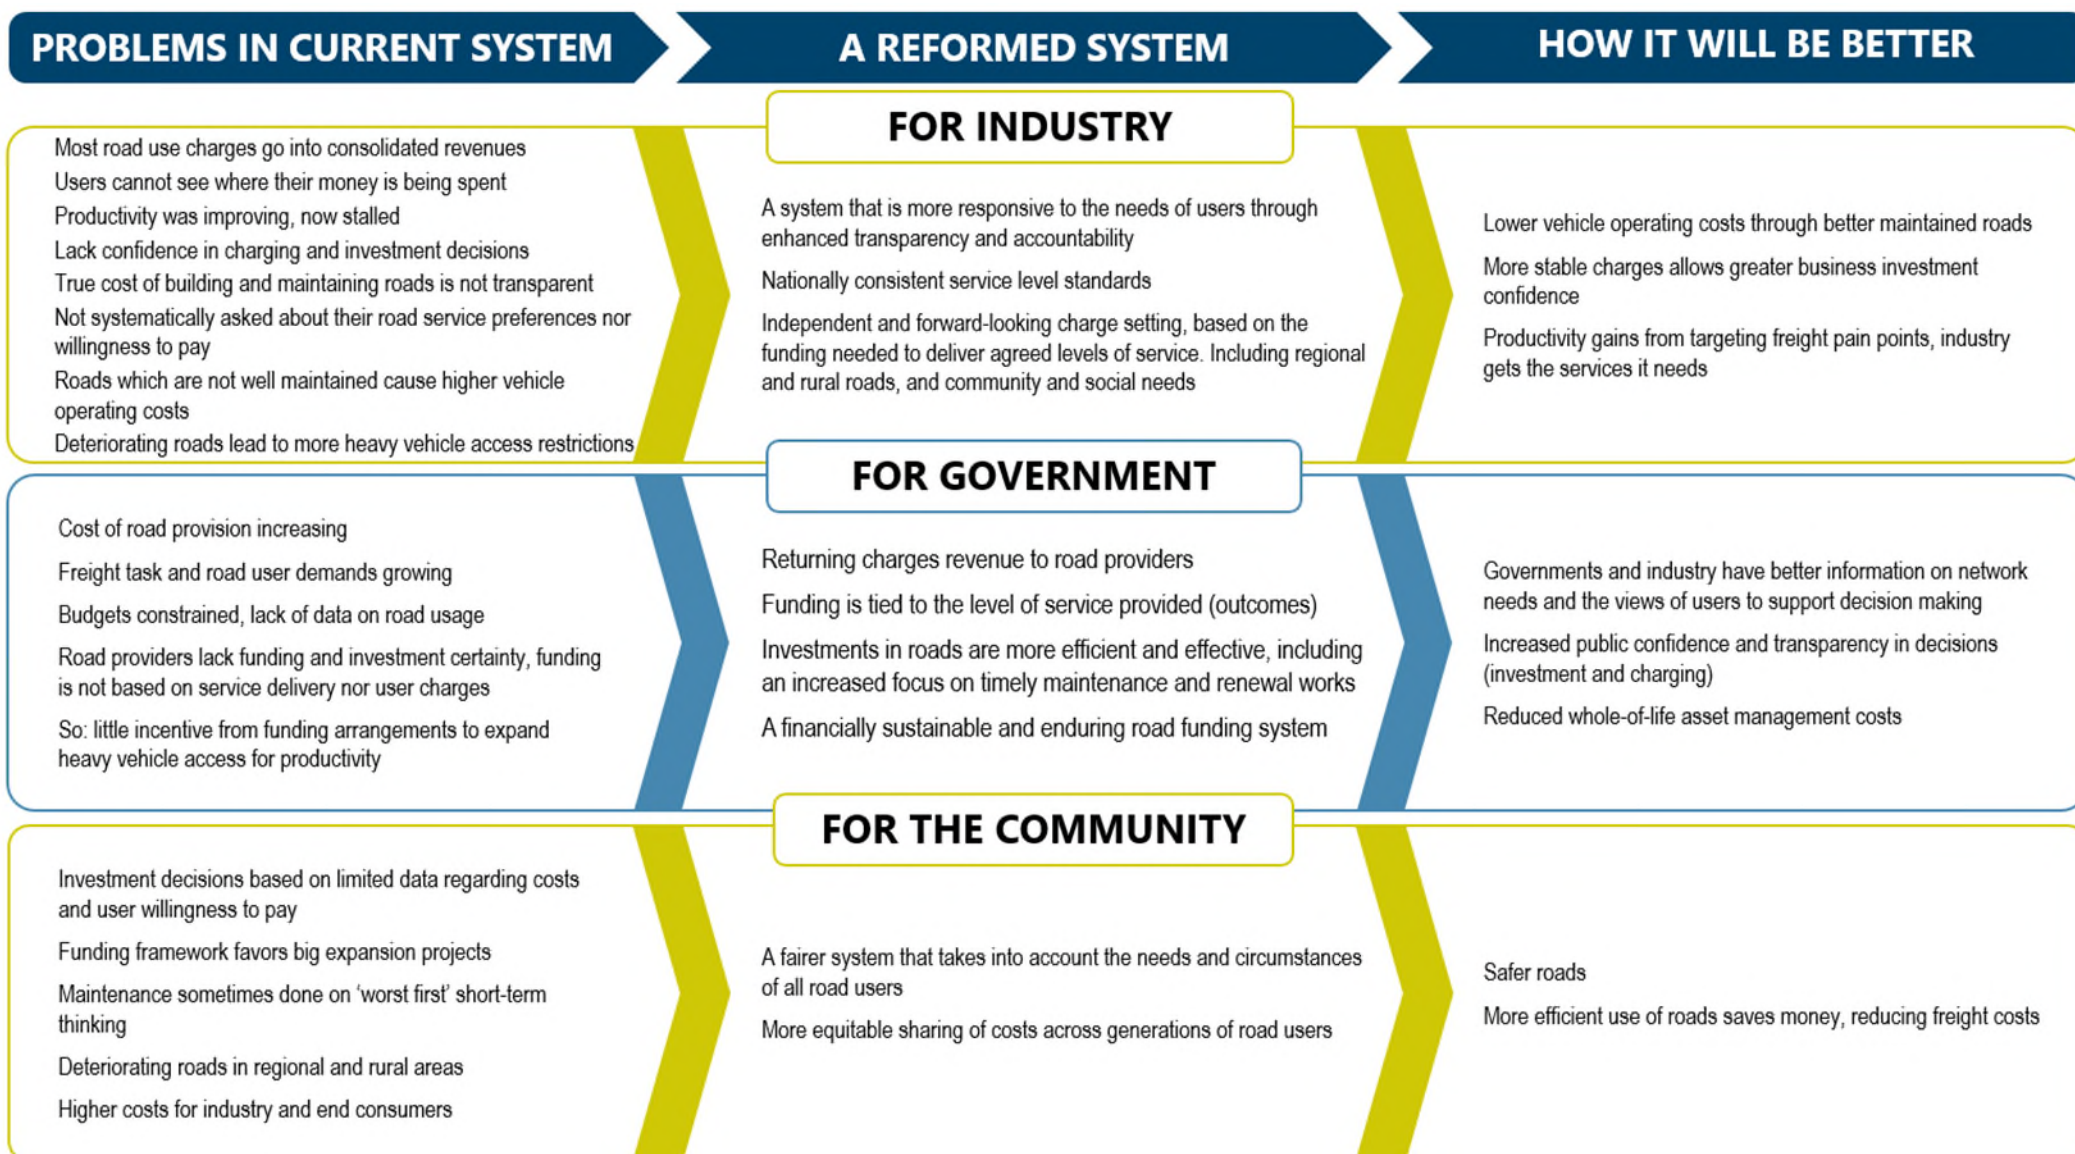 PROBLEMS IN CURRENT SYSTEM
A REFORMED SYSTEM
HOW IT WILL BE BETTER
FOR INDUSTRY
Most road use charges go into consolidated revenues
Users cannot see where their money is being spent
Productivity was improving, now stalled
Lack confidence in charging and investment decisions
True cost of building and maintaining roads is not transparent
Not systematically asked about their road service preferences nor
willingness to pay
Roads which are not well maintained cause higher vehicle
operating costs
Deteriorating roads lead to more heavy vehicle access restrictions
A system that is more responsive to the needs of users through
enhanced transparency and accountability
Nationally consistent service level standards
Independent and forward-looking charge setting, based on the
funding needed to deliver agreed levels of service. Including regional
and rural roads, and community and social needs
Lower vehicle operating costs through better maintained roads
More stable charges allows greater business investment
confidence
Productivity gains from targeting freight pain points, industry
gets the services it needs
FOR GOVERNMENT
Cost of road provision increasing
Freight task and road user demands growing
Budgets constrained, lack of data on road usage
Road providers lack funding and investment certainty, funding
is not based on service delivery nor user charges
So: little incentive from funding arrangements to expand
heavy vehicle access for productivity
Returning charges revenue to road providers
Funding is tied to the level of service provided (outcomes)
Investments in roads are more efficient and effective, including
an increased focus on timely maintenance and renewal works
A financially sustainable and enduring road funding system
Governments and industry have better information on network
needs and the views of users to support decision making
Increased public confidence and transparency in decisions
(investment and charging)
Reduced whole-of-life asset management costs
FOR THE COMMUNITY
Investment decisions based on limited data regarding costs
and user willingness to pay
Funding framework favors big expansion projects
Maintenance sometimes done on ‘worst first’ short-term
thinking
Deteriorating roads in regional and rural areas
Higher costs for industry and end consumers
A fairer system that takes into account the needs and circumstances
of all road users
More equitable sharing of costs across generations of road users
Safer roads
More efficient use of roads saves money, reducing freight costs